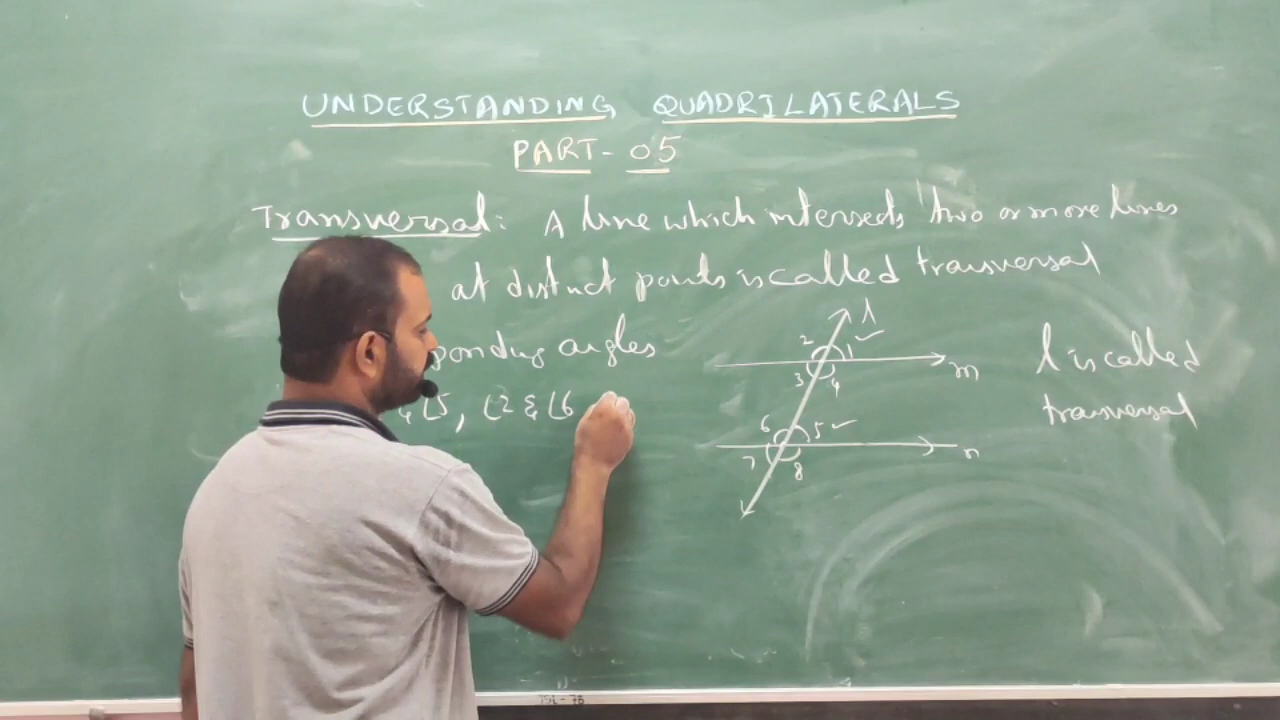 UNDERSTANDING QUADRILATERALS
PART- 05
Transversal: A line which intersects two or more lines
at distinct points is called transversal
ponding angles
& ∠5, ∠2 & ∠6
l
2 1
3 4
m
6 5
7 8
n
l is called
transversal